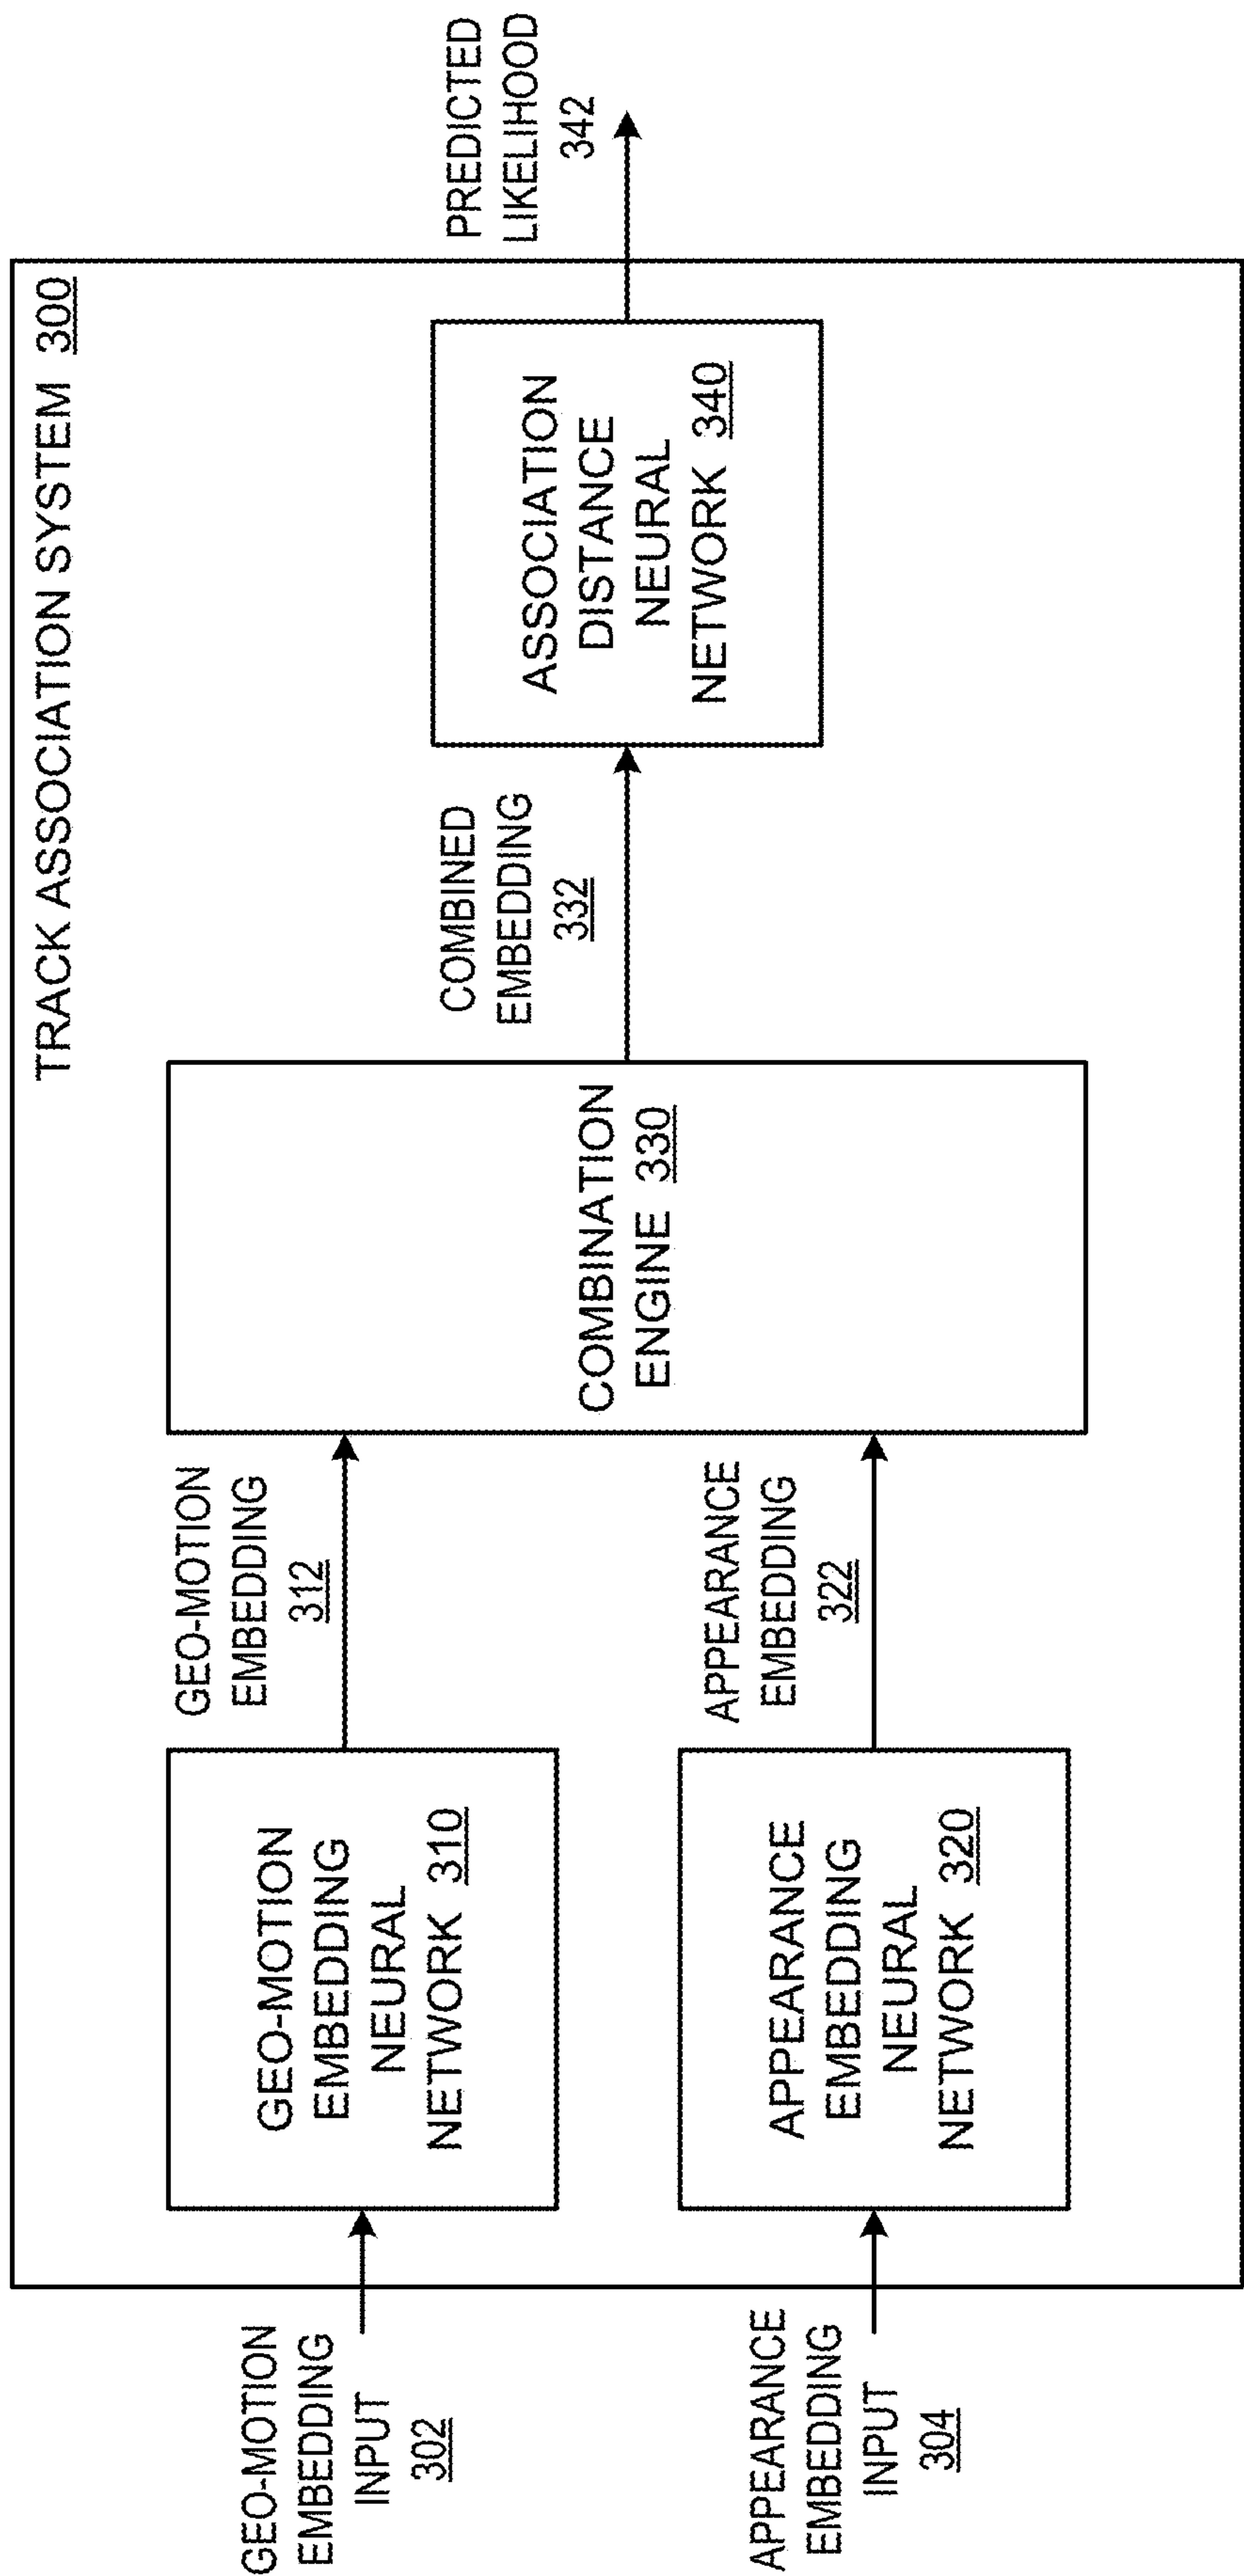 TRACK ASSOCIATION SYSTEM 300
GEO-MOTION
EMBEDDING
INPUT
302
GEO-MOTION
EMBEDDING
NEURAL
NETWORK 310
GEO-MOTION
EMBEDDING
312
APPEARANCE
EMBEDDING
INPUT
304
APPEARANCE
EMBEDDING
NEURAL
NETWORK 320
APPEARANCE
EMBEDDING
322
COMBINATION
ENGINE 330
COMBINED
EMBEDDING
332
ASSOCIATION
DISTANCE
NEURAL
NETWORK 340
PREDICTED
LIKELIHOOD
342